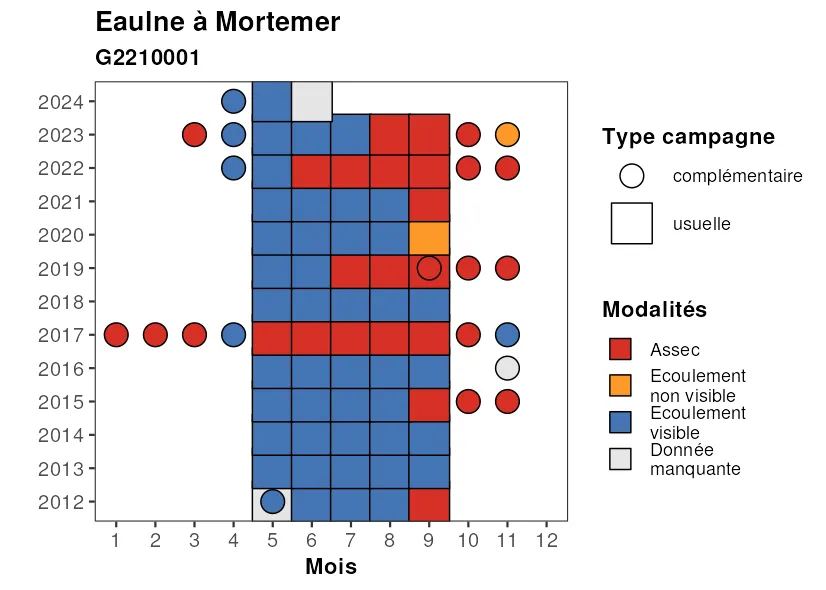 Eaulne à Mortemer
G2210001
2024
2023
2022
2021
2020
2019
2018
2017
2016
2015
2014
2013
2012
1 2 3 4 5 6 7 8 9 10 11 12
Mois
Type campagne
complémentaire
usuelle
Modalités
Assec
Ecoulement
non visible
Ecoulement
visible
Donnée
manquante